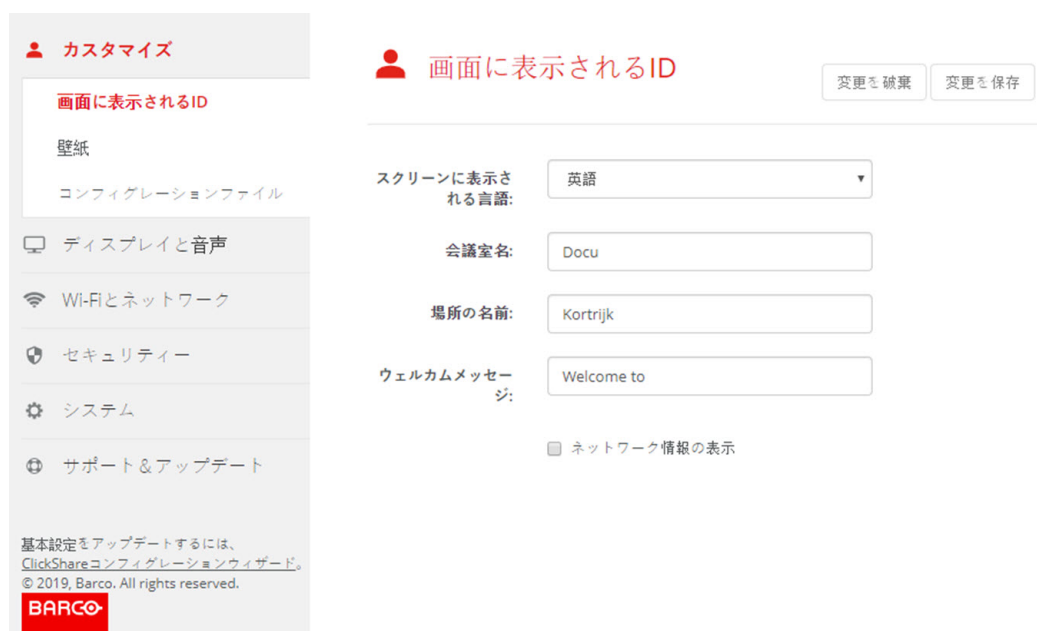 カスタマイズ
画面に表示されるID
壁紙
コンフィグレーションファイル
ディスプレイと音声
Wi-Fiとネットワーク
セキュリティー
システム
サポート＆アップデート
基本設定をアップデートするには、
ClickShareコンフィグレーションウィザード。
© 2019, Barco. All rights reserved.
BARCO
画面に表示されるID
変更を破棄
変更を保存
スクリーンに表示さ
れる言語:
英語
会議室名:
Docu
場所の名前:
Kortrijk
ウェルカムメッセー
ジ:
Welcome to
ネットワーク情報の表示